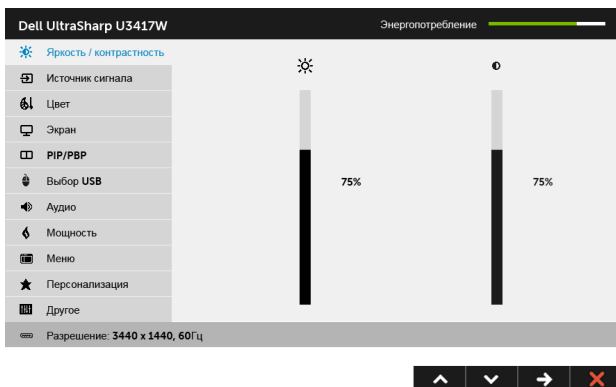 Dell UltraSharp U3417W
Энергопотребление
Яркость / контрастность
Источник сигнала
Цвет
Экран
PIP/PBP
Выбор USB
Аудио
Мощность
Меню
Персонализация
Другое
75%
75%
Разрешение: 3440 x 1440, 60Гц